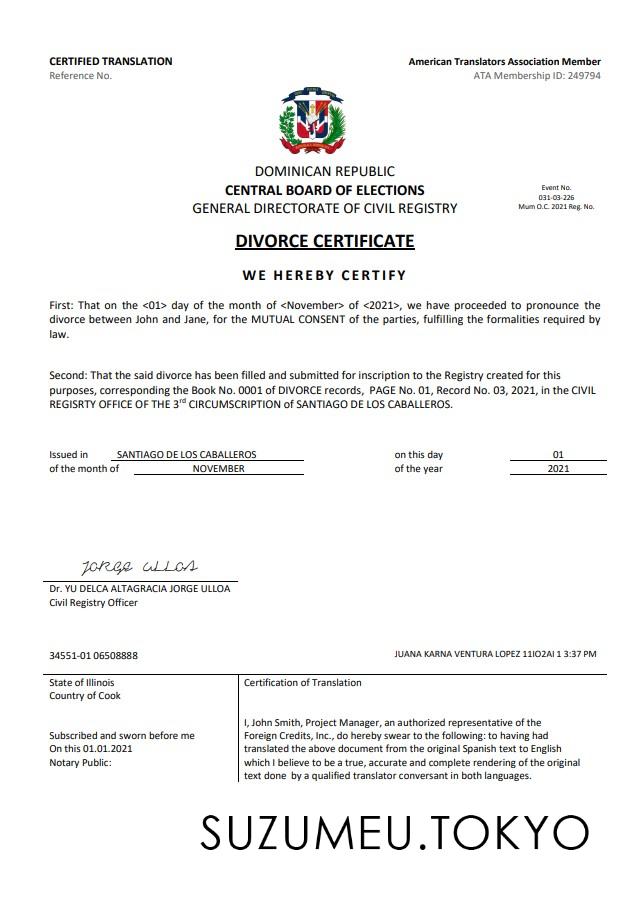 CERTIFIED TRANSLATION
American Translators Association Member
Reference No.
ATA Membership ID: 249794
DOMINICAN REPUBLIC
CENTRAL BOARD OF ELECTIONS
GENERAL DIRECTORATE OF CIVIL REGISTRY
Event No.
031-03-226
Mum O.C. 2021 Reg. No.
DIVORCE CERTIFICATE
WE HEREBY CERTIFY
First: That on the <01> day of the month of <November> of <2021>, we have proceeded to pronounce the
divorce between John and Jane, for the MUTUAL CONSENT of the parties, fulfilling the formalities required by
law.
Second: That the said divorce has been filled and submitted for inscription to the Registry created for this
purposes, corresponding the Book No. 0001 of DIVORCE records, PAGE No. 01, Record No. 03, 2021, in the CIVIL
REGISRTY OFFICE OF THE 3rd CIRCUMSCRIPTION of SANTIAGO DE LOS CABALLEROS.
Issued in SANTIAGO DE LOS CABALLEROS on this day 01
of the month of NOVEMBER of the year 2021
JORGE ULLOA
Dr. YU DELCA ALTAGRACIA JORGE ULLOA
Civil Registry Officer
34551-01 06508888
JUANA KARNA VENTURA LOPEZ 11IO2AI 1 3:37 PM
State of Illinois
Country of Cook
Subscribed and sworn before me
On this 01.01.2021
Notary Public:
Certification of Translation
I, John Smith, Project Manager, an authorized representative of the
Foreign Credits, Inc., do hereby swear to the following: to having had
translated the above document from the original Spanish text to English
which I believe to be a true, accurate and complete rendering of the original
text done by a qualified translator conversant in both languages.
SUZUMEU.TOKYO